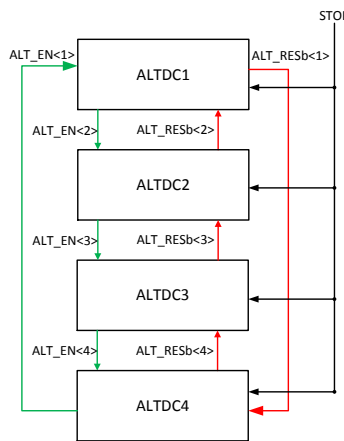 STOP
ALT_EN<1>
ALTDC1
ALT_RESb<1>
ALT_EN<2>
ALT_RESb<2>
ALTDC2
ALT_EN<3>
ALT_RESb<3>
ALTDC3
ALT_EN<4>
ALT_RESb<4>
ALTDC4